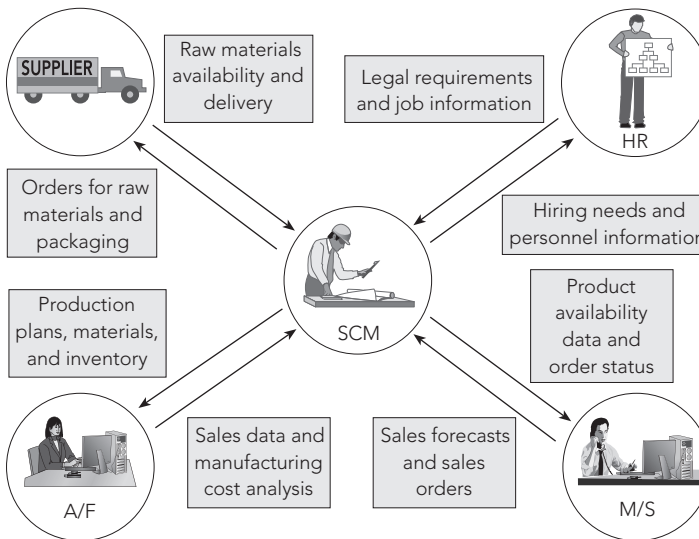 SUPPLIER
Raw materials
availability and
delivery
Legal requirements
and job information
HR
Orders for raw
materials and
packaging
Hiring needs and
personnel information
SCM
Production
plans, materials,
and inventory
Product
availability
data and
order status
A/F
Sales data and
manufacturing
cost analysis
Sales forecasts
and sales
orders
M/S